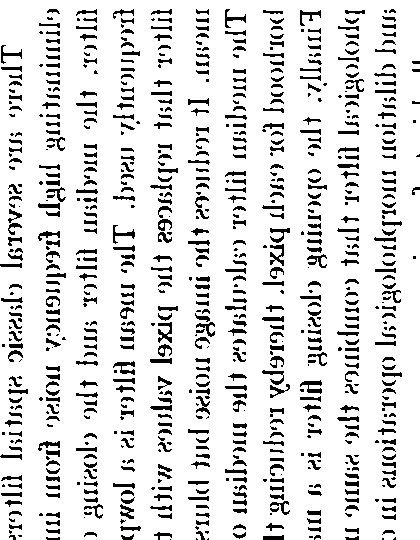 There are several classic spatial filters
eliminating high frequency noise from im
filter, the median filter and the closing
frequently used. The mean filter is a lowp
filter that replaces the pixel values with t
mean. It reduces the image noise but blurs
The median filter calculates the median o
borhood for each pixel, thereby reducing t
Finally, the opening closing filter is a ma
phological filter that combines the same n
and dilation morphological operations in